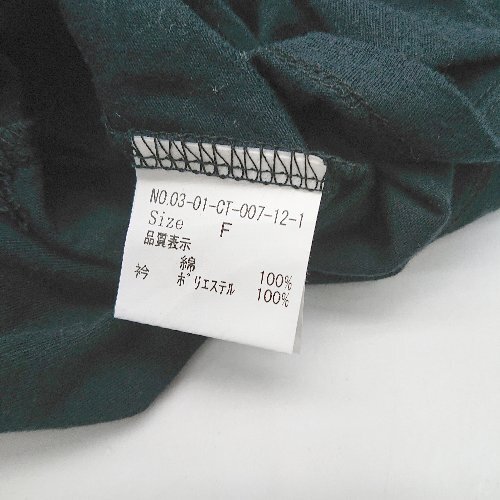 NO.03-01-CT-007-12-1
Size F
品質表示
綿 100%
衿 ポリエステル 100%